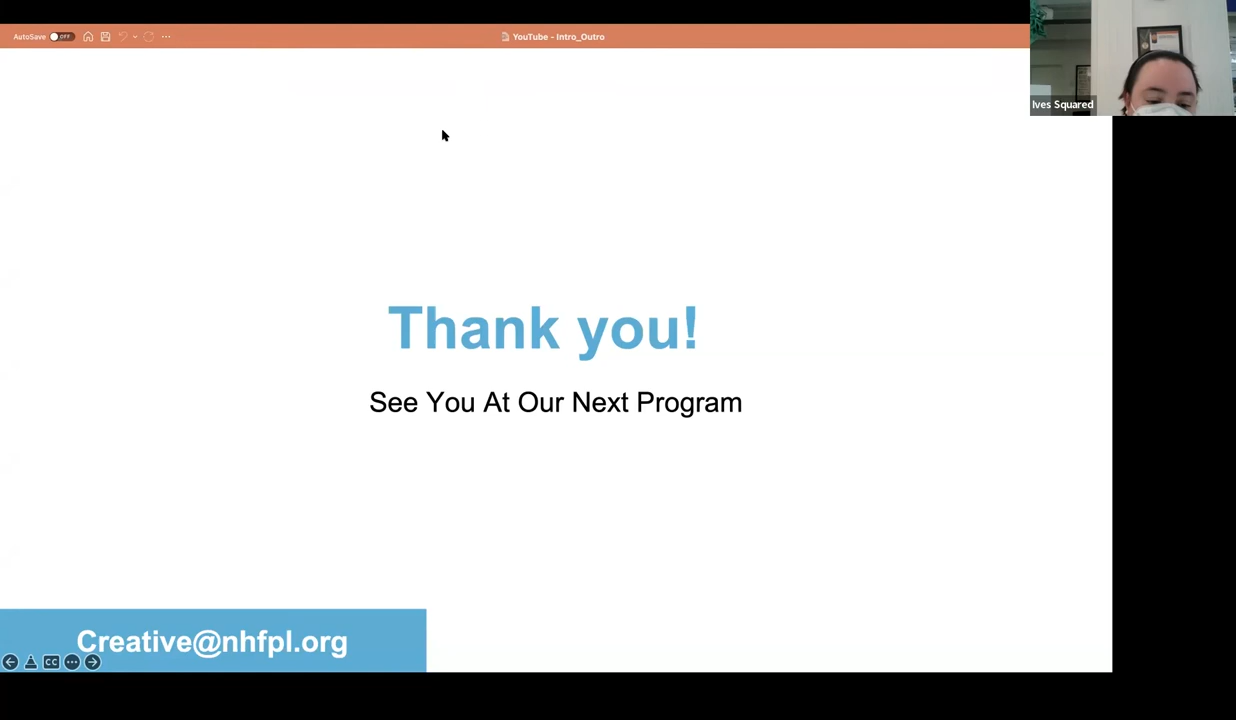 AutoSave OFF
YouTube - Intro_Outro
Ives Squared
Thank you!
See You At Our Next Program
Creative@nhfpl.org
CC